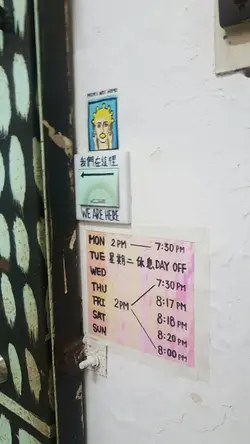 我們在這裡
WELCOME
WE ARE HERE
MON 2PM 7:30 PM
TUE 星期二 休息 DAY OFF
WED
THU 7:30 PM
FRI 2PM 8:17 PM
SAT 8:18 PM
SUN 8:20 PM
8:00 PM